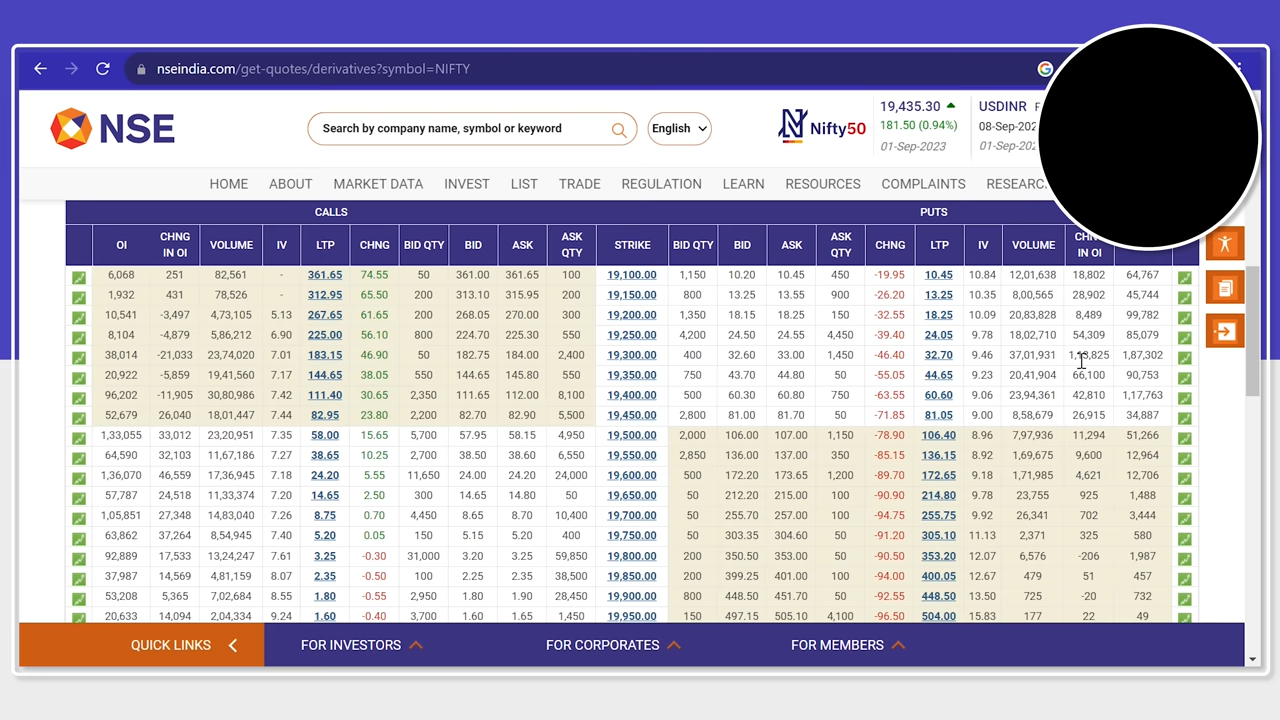 nseindia.com/get-quotes/derivatives?symbol=NIFTY
NSE
Search by company name, symbol or keyword
English
Nifty50
19,435.30
181.50 (0.94%)
01-Sep-2023
USDINR
08-Sep-202
01-Sep-202
HOME ABOUT MARKET DATA INVEST LIST TRADE REGULATION LEARN RESOURCES COMPLAINTS RESEARC
CALLS PUTS
OI CHNG IN OI VOLUME IV LTP CHNG BID QTY BID ASK ASK QTY STRIKE BID QTY BID ASK ASK QTY CHNG LTP IV VOLUME CHNG IN OI
6,068 251 82,561 - 361.65 74.55 50 361.00 361.65 100 19,100.00 1,150 10.20 10.45 450 -19.95 10.45 10.84 12,01,638 18,802 64,767
1,932 431 78,526 - 312.95 65.50 200 313.10 315.95 200 19,150.00 800 13.25 13.55 900 -26.20 13.25 10.35 8,00,565 28,902 45,744
10,541 -3,497 4,73,105 5.13 267.65 61.65 200 268.05 270.00 300 19,200.00 1,350 18.15 18.25 150 -32.55 18.25 10.09 20,83,828 8,489 99,782
8,104 -4,879 5,86,212 6.90 225.00 56.10 800 224.70 225.35 550 19,250.00 4,200 24.50 24.55 4,450 -39.40 24.05 9.78 18,02,710 54,309 85,079
38,014 -21,033 23,74,020 7.01 183.15 46.90 50 182.75 184.00 2,400 19,300.00 400 32.60 33.00 1,450 -46.40 32.70 9.46 37,01,931 1,87,302
20,922 -5,859 19,41,560 7.17 144.65 38.05 550 144.65 145.80 550 19,350.00 750 43.70 44.80 50 -55.05 44.65 9.23 20,41,904 66,100 90,753
96,202 -11,905 30,80,986 7.42 111.40 30.65 2,350 111.65 112.00 8,100 19,400.00 500 60.30 60.80 750 -63.55 60.60 9.06 23,94,361 42,810 1,17,763
52,679 26,040 18,01,447 7.44 82.95 23.80 2,200 82.70 82.90 5,500 19,450.00 2,800 81.00 81.70 50 -71.85 81.05 9.00 8,58,679 26,915 34,887
1,33,055 33,012 23,20,951 7.35 58.00 15.65 5,700 57.95 58.15 4,950 19,500.00 2,000 106.00 107.00 1,150 -78.90 106.40 8.96 7,97,936 11,294 51,266
64,590 32,103 11,67,186 7.27 38.65 10.25 2,700 38.35 38.60 6,550 19,550.00 2,850 136.00 137.00 350 -85.15 136.15 8.92 1,69,675 9,600 12,964
1,36,070 46,559 17,36,945 7.18 24.20 5.55 11,650 24.10 24.20 24,000 19,600.00 500 172.20 173.65 1,200 -89.70 172.65 9.18 1,71,985 4,621 12,706
57,787 24,518 11,33,374 7.20 14.65 2.50 300 14.65 14.80 50 19,650.00 50 212.20 215.00 100 -90.90 214.80 9.78 23,755 925 1,488
1,05,851 27,348 14,83,040 7.26 8.75 0.70 4,450 8.65 8.70 10,400 19,700.00 50 255.70 257.00 100 -94.75 255.75 9.92 26,341 702 3,444
63,862 37,264 8,54,945 7.40 5.20 0.05 150 5.15 5.20 400 19,750.00 50 303.35 304.60 50 -91.20 305.10 11.13 2,371 325 580
92,889 17,533 13,24,247 7.61 3.25 -0.30 31,000 3.20 3.25 59,850 19,800.00 200 350.50 353.00 50 -90.50 353.20 12.07 6,576 -206 1,987
37,987 14,569 4,81,159 8.07 2.35 -0.50 100 2.25 2.35 38,500 19,850.00 200 399.25 401.00 100 -94.00 400.05 12.67 479 51 457
53,208 5,365 7,02,684 8.55 1.80 -0.55 2,950 1.80 1.90 28,450 19,900.00 800 448.50 451.70 50 -92.55 448.50 13.50 725 -20 732
20,633 14,094 2,04,334 9.24 1.60 -0.40 3,700 1.60 1.65 1,450 19,950.00 150 497.15 505.10 4,100 -96.50 504.00 15.83 177 22 49
QUICK LINKS FOR INVESTORS FOR CORPORATES FOR MEMBERS